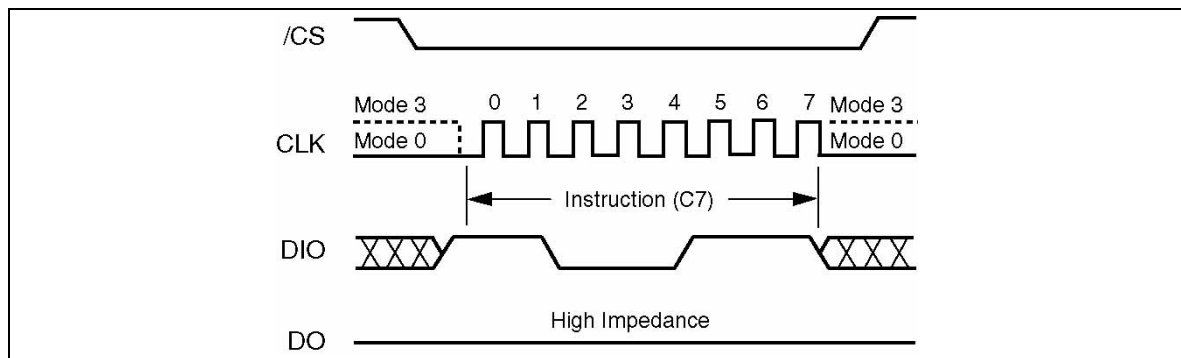 /CS
Mode 3 0 1 2 3 4 5 6 7 Mode 3
CLK Mode 0 Mode 0
Instruction (C7)
DIO
High Impedance
DO